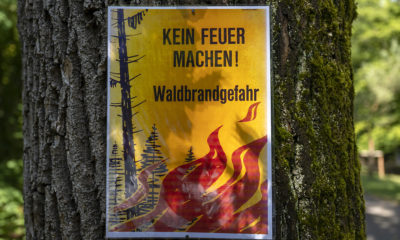 KEIN FEUER
MACHEN!
Waldbrandgefahr